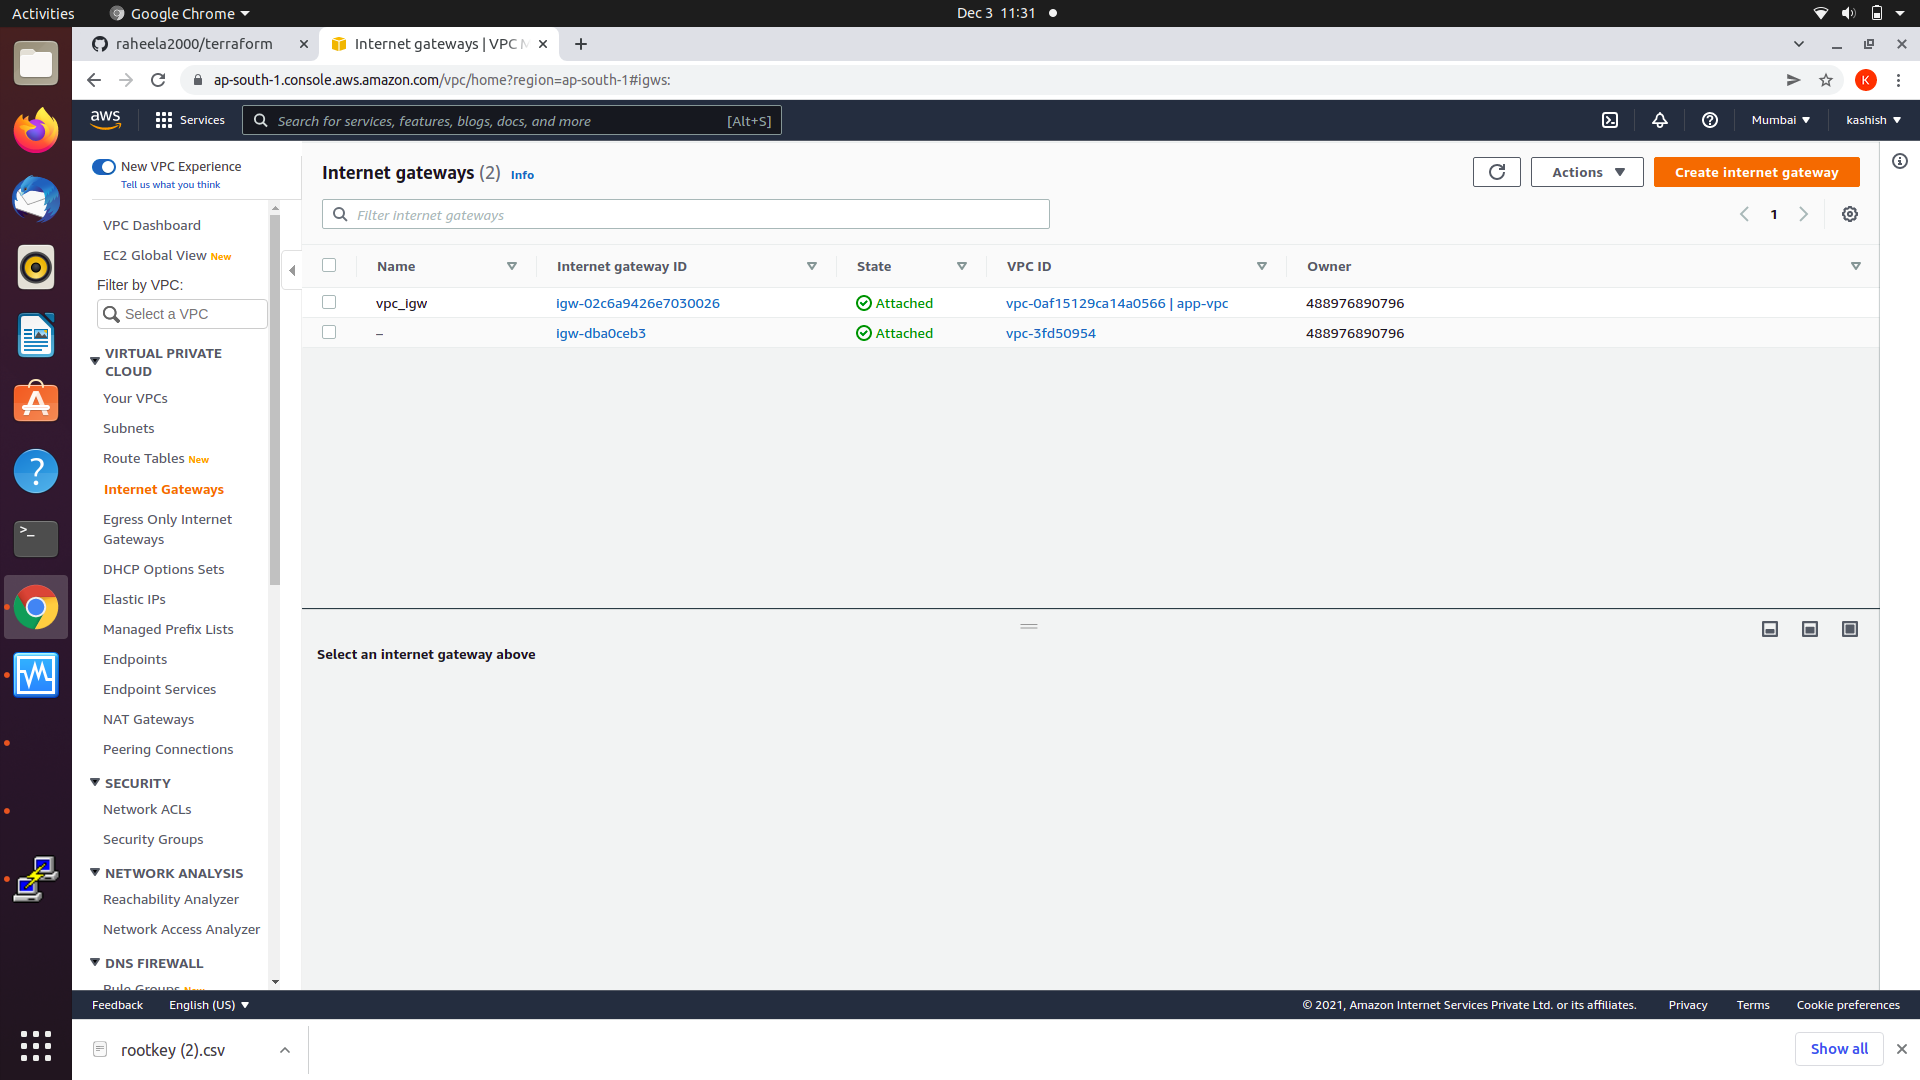 Activities Google Chrome Dec 3 11:31
raheela2000/terraform Internet gateways | VPC M
ap-south-1.console.aws.amazon.com/vpc/home?region=ap-south-1#igws: K
aws Services Search for services, features, blogs, docs, and more [Alt+S] Mumbai kashish
New VPC Experience
Tell us what you think
VPC Dashboard
EC2 Global View New
Filter by VPC:
Select a VPC
VIRTUAL PRIVATE
CLOUD
Your VPCs
Subnets
Route Tables New
Internet Gateways
Egress Only Internet
Gateways
DHCP Options Sets
Elastic IPs
Managed Prefix Lists
Endpoints
Endpoint Services
NAT Gateways
Peering Connections
SECURITY
Network ACLs
Security Groups
NETWORK ANALYSIS
Reachability Analyzer
Network Access Analyzer
DNS FIREWALL
Rule Groups New
Internet gateways (2) Info
Actions Create internet gateway
Filter Internet gateways
1
Name Internet gateway ID State VPC ID Owner
vpc_igw igw-02c6a9426e7030026 Attached vpc-0af15129ca14a0566 | app-vpc 488976890796
– igw-dba0ceb3 Attached vpc-3fd50954 488976890796
Select an internet gateway above
Feedback English (US) © 2021, Amazon Internet Services Private Ltd. or its affiliates. Privacy Terms Cookie preferences
rootkey (2).csv Show all